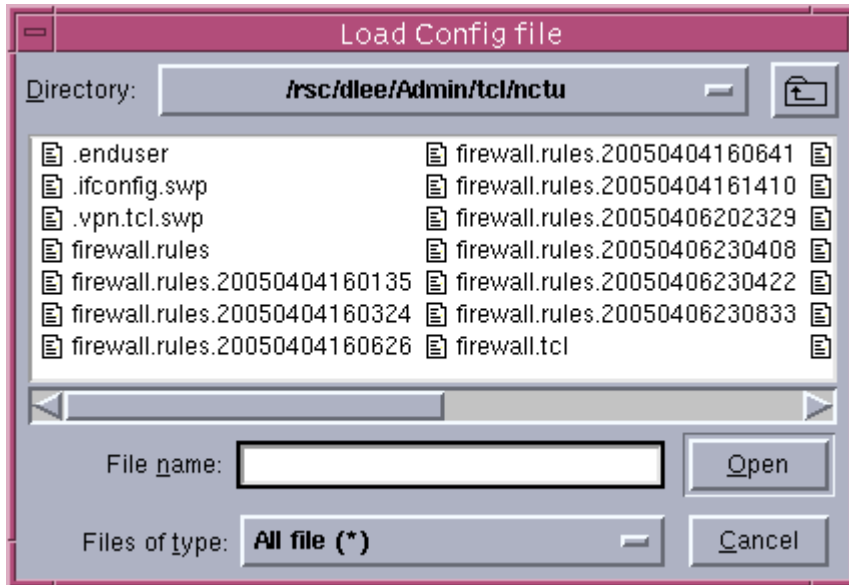 Load Config file
Directory: /rsc/dlee/Admin/tcl/nctu
.enduser
.ifconfig.swp
.vpn.tcl.swp
firewall.rules
firewall.rules.20050404160135
firewall.rules.20050404160324
firewall.rules.20050404160626
firewall.rules.20050404160641
firewall.rules.20050404161410
firewall.rules.20050406202329
firewall.rules.20050406230408
firewall.rules.20050406230422
firewall.rules.20050406230833
firewall.tcl
File name: Open
Files of type: All file (*) Cancel